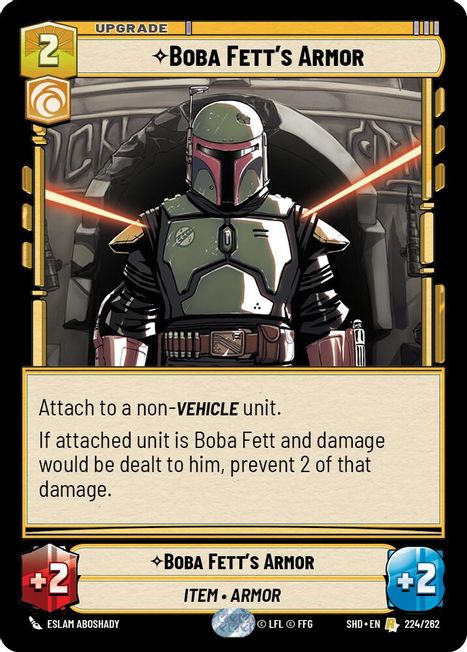 UPGRADE
2
✧BOBA FETT'S ARMOR
Attach to a non-VEHICLE unit.
If attached unit is Boba Fett and damage
would be dealt to him, prevent 2 of that
damage.
✧BOBA FETT'S ARMOR
+2
ITEM • ARMOR
+2
ESLAM ABOSHADY
© LFL © FFG
SHD • EN R 224/262